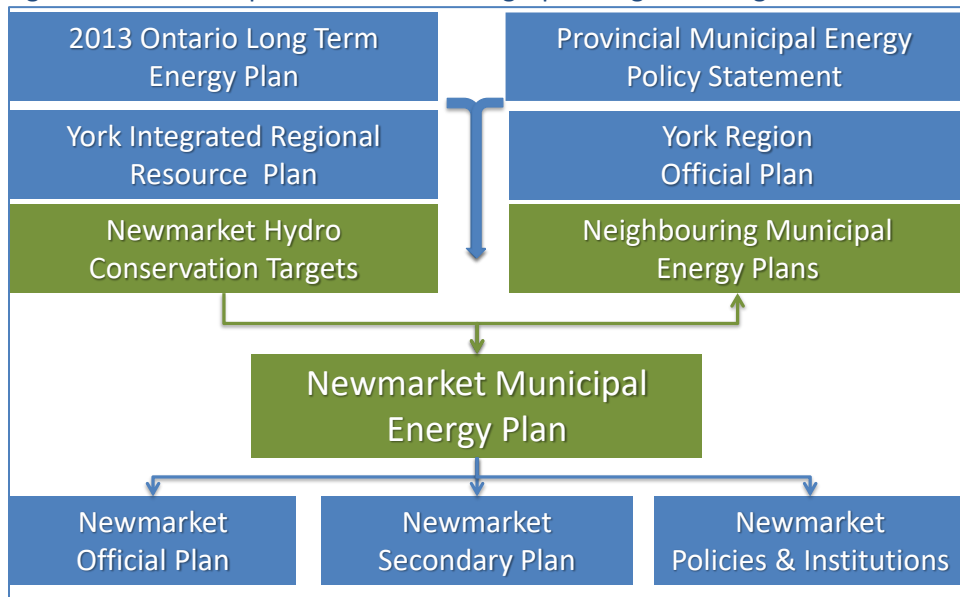 2013 Ontario Long Term
Energy Plan
Provincial Municipal Energy
Policy Statement
York Integrated Regional
Resource Plan
York Region
Official Plan
Newmarket Hydro
Conservation Targets
Neighbouring Municipal
Energy Plans
Newmarket Municipal
Energy Plan
Newmarket
Official Plan
Newmarket
Secondary Plan
Newmarket
Policies & Institutions